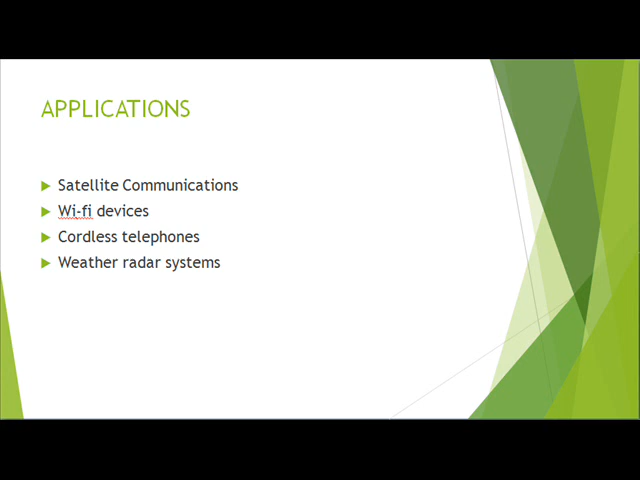 APPLICATIONS
Satellite Communications
Wi-fi devices
Cordless telephones
Weather radar systems